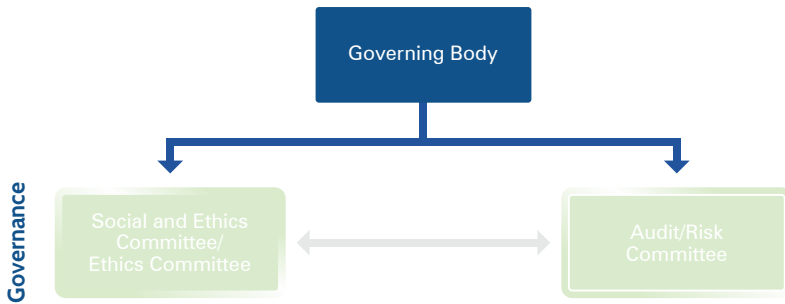 Governing Body
Governance
Social and Ethics
Committee/
Ethics Committee
Audit/Risk
Committee